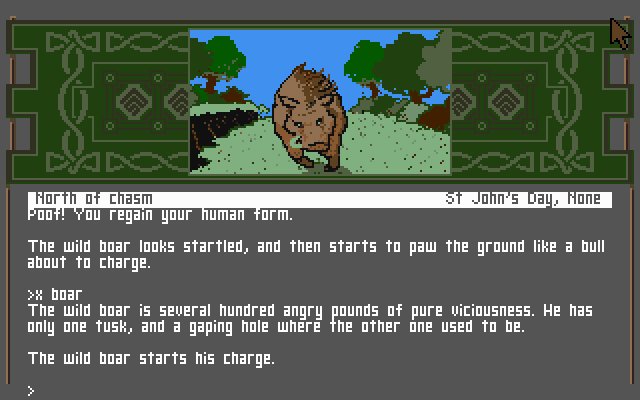 North of chasm St John's Day, None
Poof! You regain your human form.
The wild boar looks startled, and then starts to paw the ground like a bull
about to charge.
>x boar
The wild boar is several hundred angry pounds of pure viciousness. He has
only one tusk, and a gaping hole where the other one used to be.
The wild boar starts his charge.
>